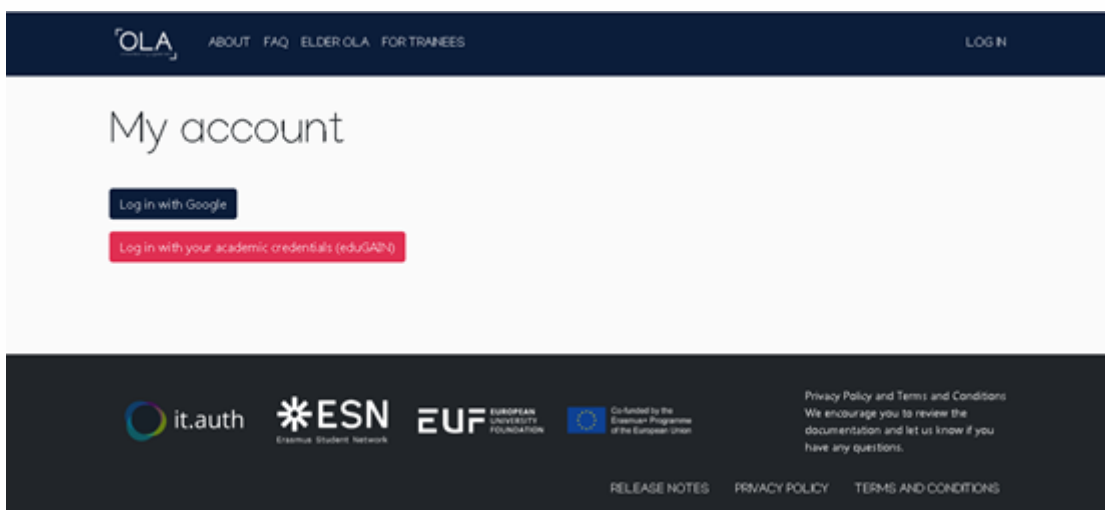 OLA
ABOUT FAQ ELDER OLA FOR TRAINEES
LOG IN
My account
Log in with Google
Log in with your academic credentials (eduGAIN)
it.auth
ESN
Erasmus Student Network
EUF
EUROPEAN
UNIVERSITY
FOUNDATION
Co-funded by the
Erasmus+ Programme
of the European Union
Privacy Policy and Terms and Conditions
We encourage you to review the
documentation and let us know if you
have any questions.
RELEASE NOTES PRIVACY POLICY TERMS AND CONDITIONS